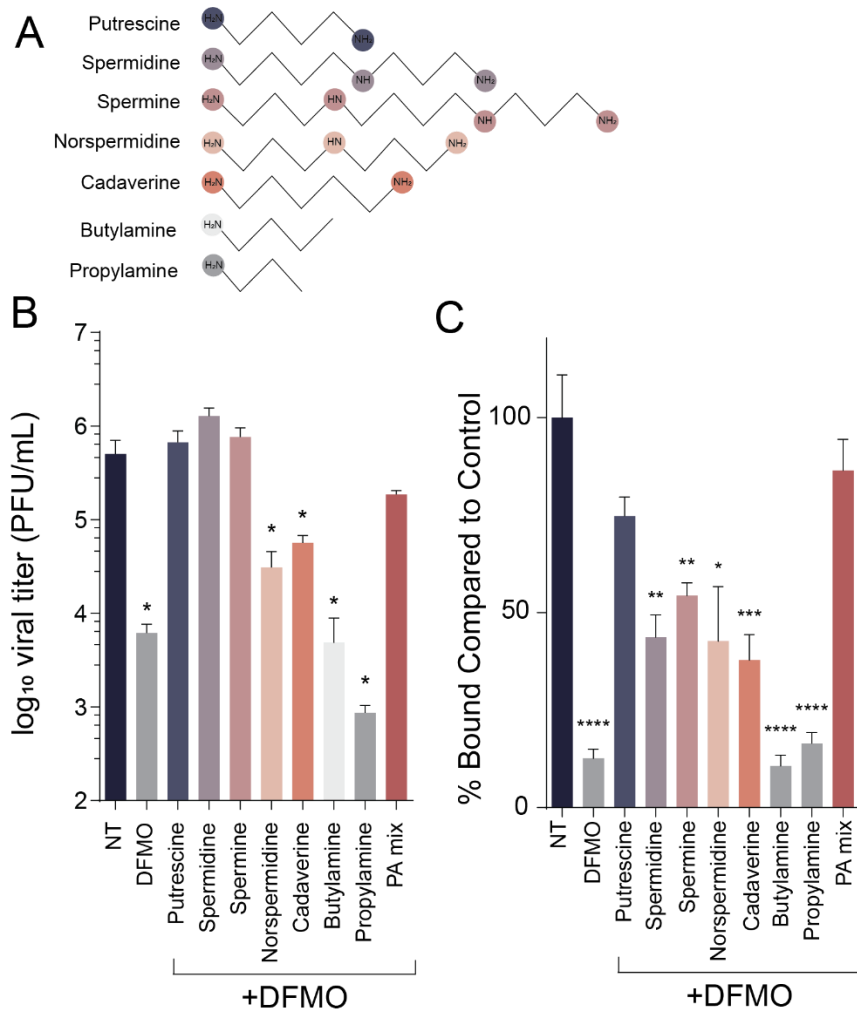 A
Putrescine
H₂N
NH₂
Spermidine
H₂N
NH
NH₂
Spermine
H₂N
HN
NH
NH₂
Norspermidine
H₂N
HN
NH₂
Cadaverine
H₂N
NH₂
Butylamine
H₂N
Propylamine
H₂N
B
log₁₀ viral titer (PFU/mL)
7
6
5
4
3
2
*
*
*
*
*
NT
DFMO
Putrescine
Spermidine
Spermine
Norspermidine
Cadaverine
Butylamine
Propylamine
PA mix
+DFMO
C
% Bound Compared to Control
100
50
0
****
**
**
*
***
****
****
NT
DFMO
Putrescine
Spermidine
Spermine
Norspermidine
Cadaverine
Butylamine
Propylamine
PA mix
+DFMO